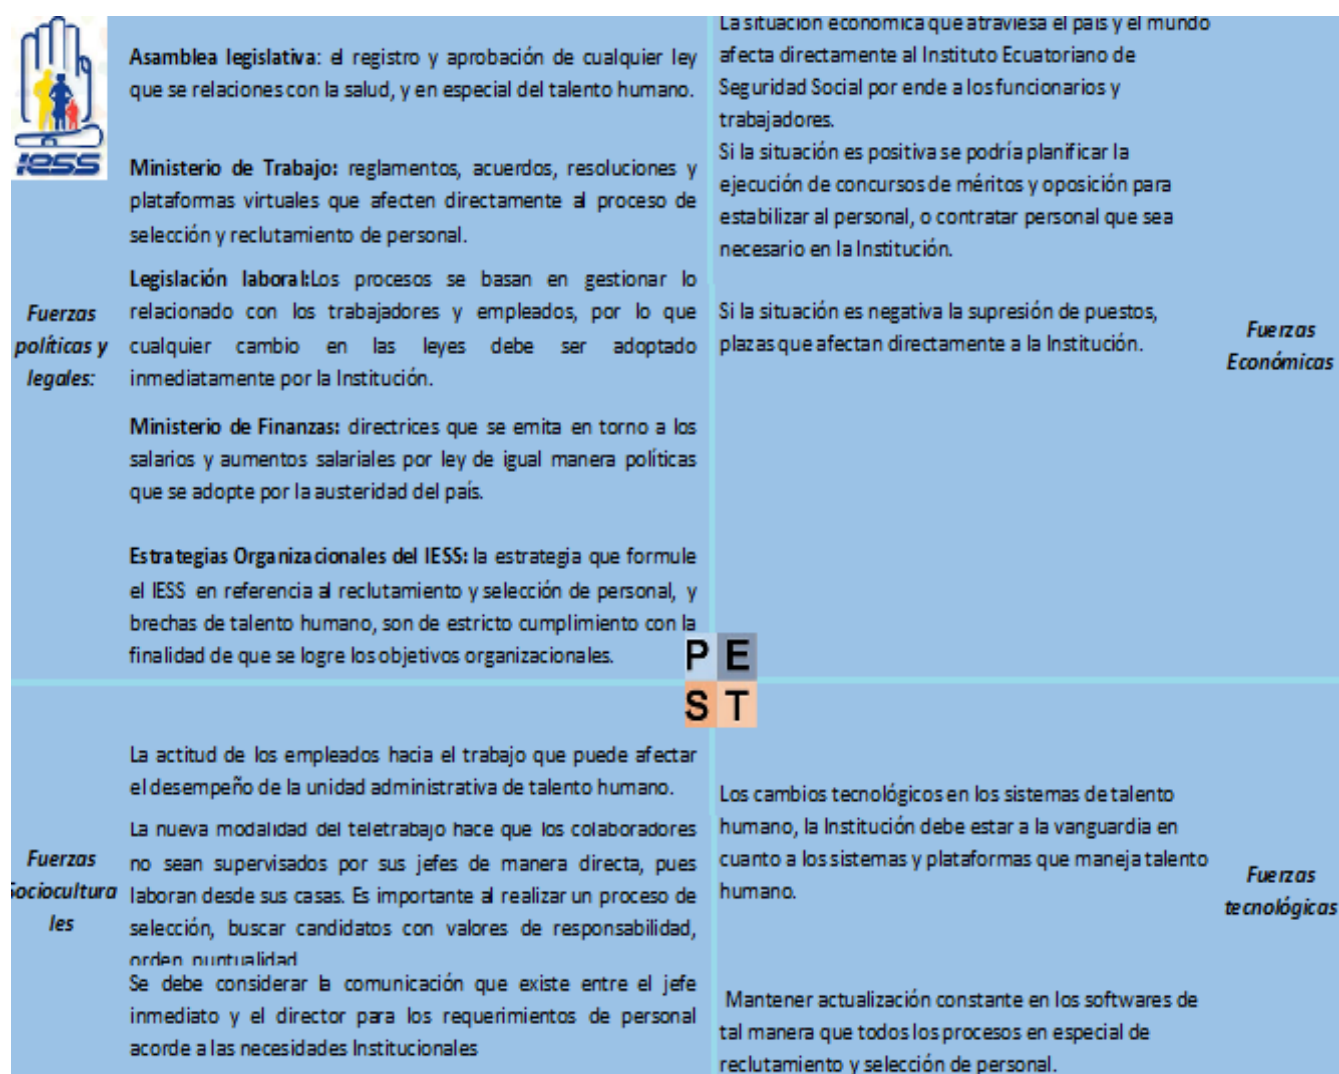 IESS
Asamblea legislativa: el registro y aprobación de cualquier ley
que se relaciones con la salud, y en especial del talento humano.
Ministerio de Trabajo: reglamentos, acuerdos, resoluciones y
plataformas virtuales que afecten directamente al proceso de
selección y reclutamiento de personal.
Legislación laboral:Los procesos se basan en gestionar lo
relacionado con los trabajadores y empleados, por lo que
cualquier cambio en las leyes debe ser adoptado
inmediatamente por la Institución.
Fuerzas
políticas y
legales:
Ministerio de Finanzas: directrices que se emita en torno a los
salarios y aumentos salariales por ley de igual manera políticas
que se adopte por la austeridad del país.
Estrategias Organizacionales del IESS: la estrategia que formule
el IESS en referencia al reclutamiento y selección de personal, y
brechas de talento humano, son de estricto cumplimiento con la
finalidad de que se logre los objetivos organizacionales.
La situación económica que atraviesa el país y el mundo
afecta directamente al Instituto Ecuatoriano de
Seguridad Social por ende a los funcionarios y
trabajadores.
Si la situación es positiva se podría planificar la
ejecución de concursos de méritos y oposición para
estabilizar al personal, o contratar personal que sea
necesario en la Institución.
Si la situación es negativa la supresión de puestos,
plazas que afectan directamente a la Institución.
Fuerzas
Económicas
P E
S T
La actitud de los empleados hacia el trabajo que puede afectar
el desempeño de la unidad administrativa de talento humano.
La nueva modalidad del teletrabajo hace que los colaboradores
no sean supervisados por sus jefes de manera directa, pues
laboran desde sus casas. Es importante al realizar un proceso de
selección, buscar candidatos con valores de responsabilidad,
orden, puntualidad
Se debe considerar la comunicación que existe entre el jefe
inmediato y el director para los requerimientos de personal
acorde a las necesidades Institucionales
Fuerzas
Sociocultura
les
Los cambios tecnológicos en los sistemas de talento
humano, la Institución debe estar a la vanguardia en
cuanto a los sistemas y plataformas que maneja talento
humano.
Mantener actualización constante en los softwares de
tal manera que todos los procesos en especial de
reclutamiento y selección de personal.
Fuerzas
tecnológicas